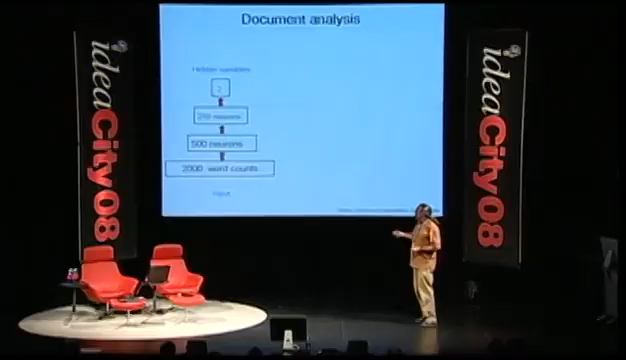 Document analysis
Hidden variables
2
250 neurons
500 neurons
2000 word counts
input
ideaCity08
ideaCity08